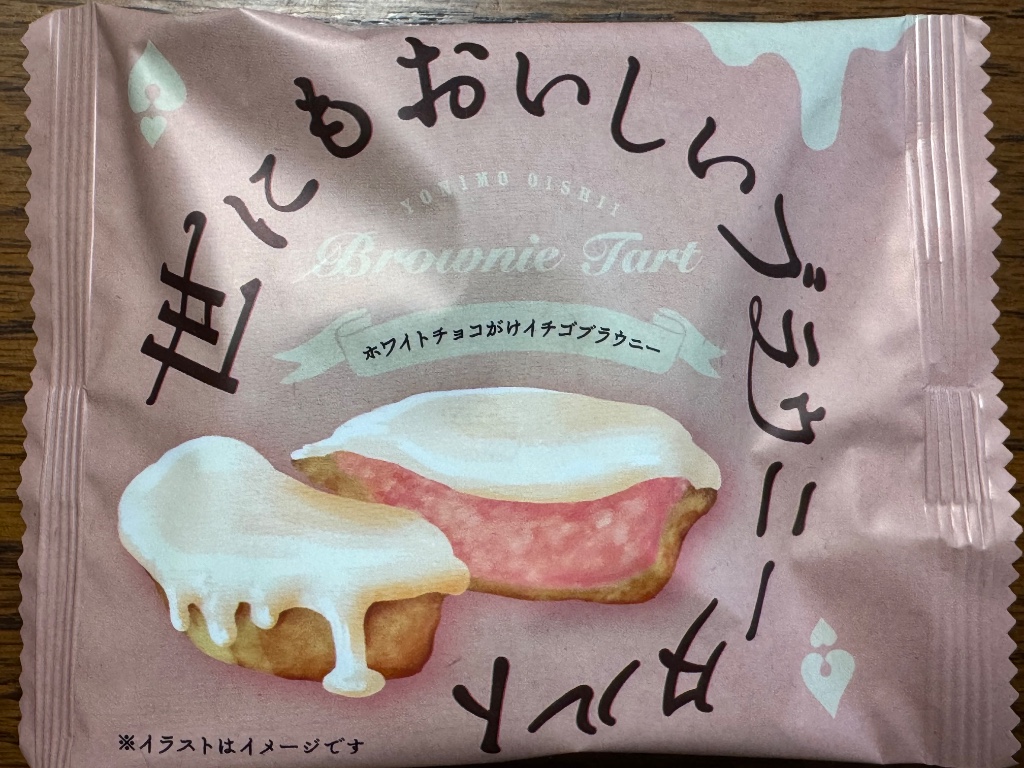 世にもおいしいブラウニータルト
YONIMO OISHII
Brownie Tart
ホワイトチョコがけイチゴブラウニー
※イラストはイメージです